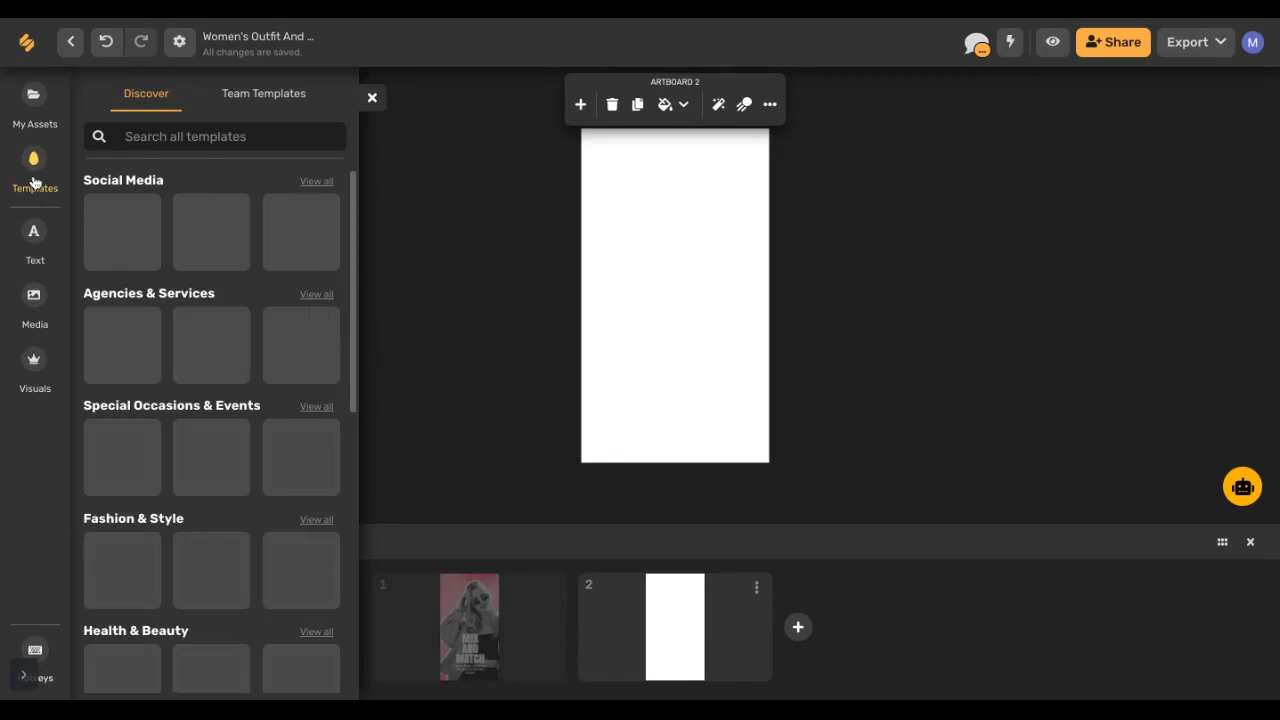 Women's Outfit And ...
All changes are saved.
Share
Export
M
My Assets
Templates
Text
Media
Visuals
Discover
Team Templates
Search all templates
Social Media
View all
Agencies & Services
View all
Special Occasions & Events
View all
Fashion & Style
View all
Health & Beauty
View all
ARTBOARD 2
1
MIX
AND
MATCH
2